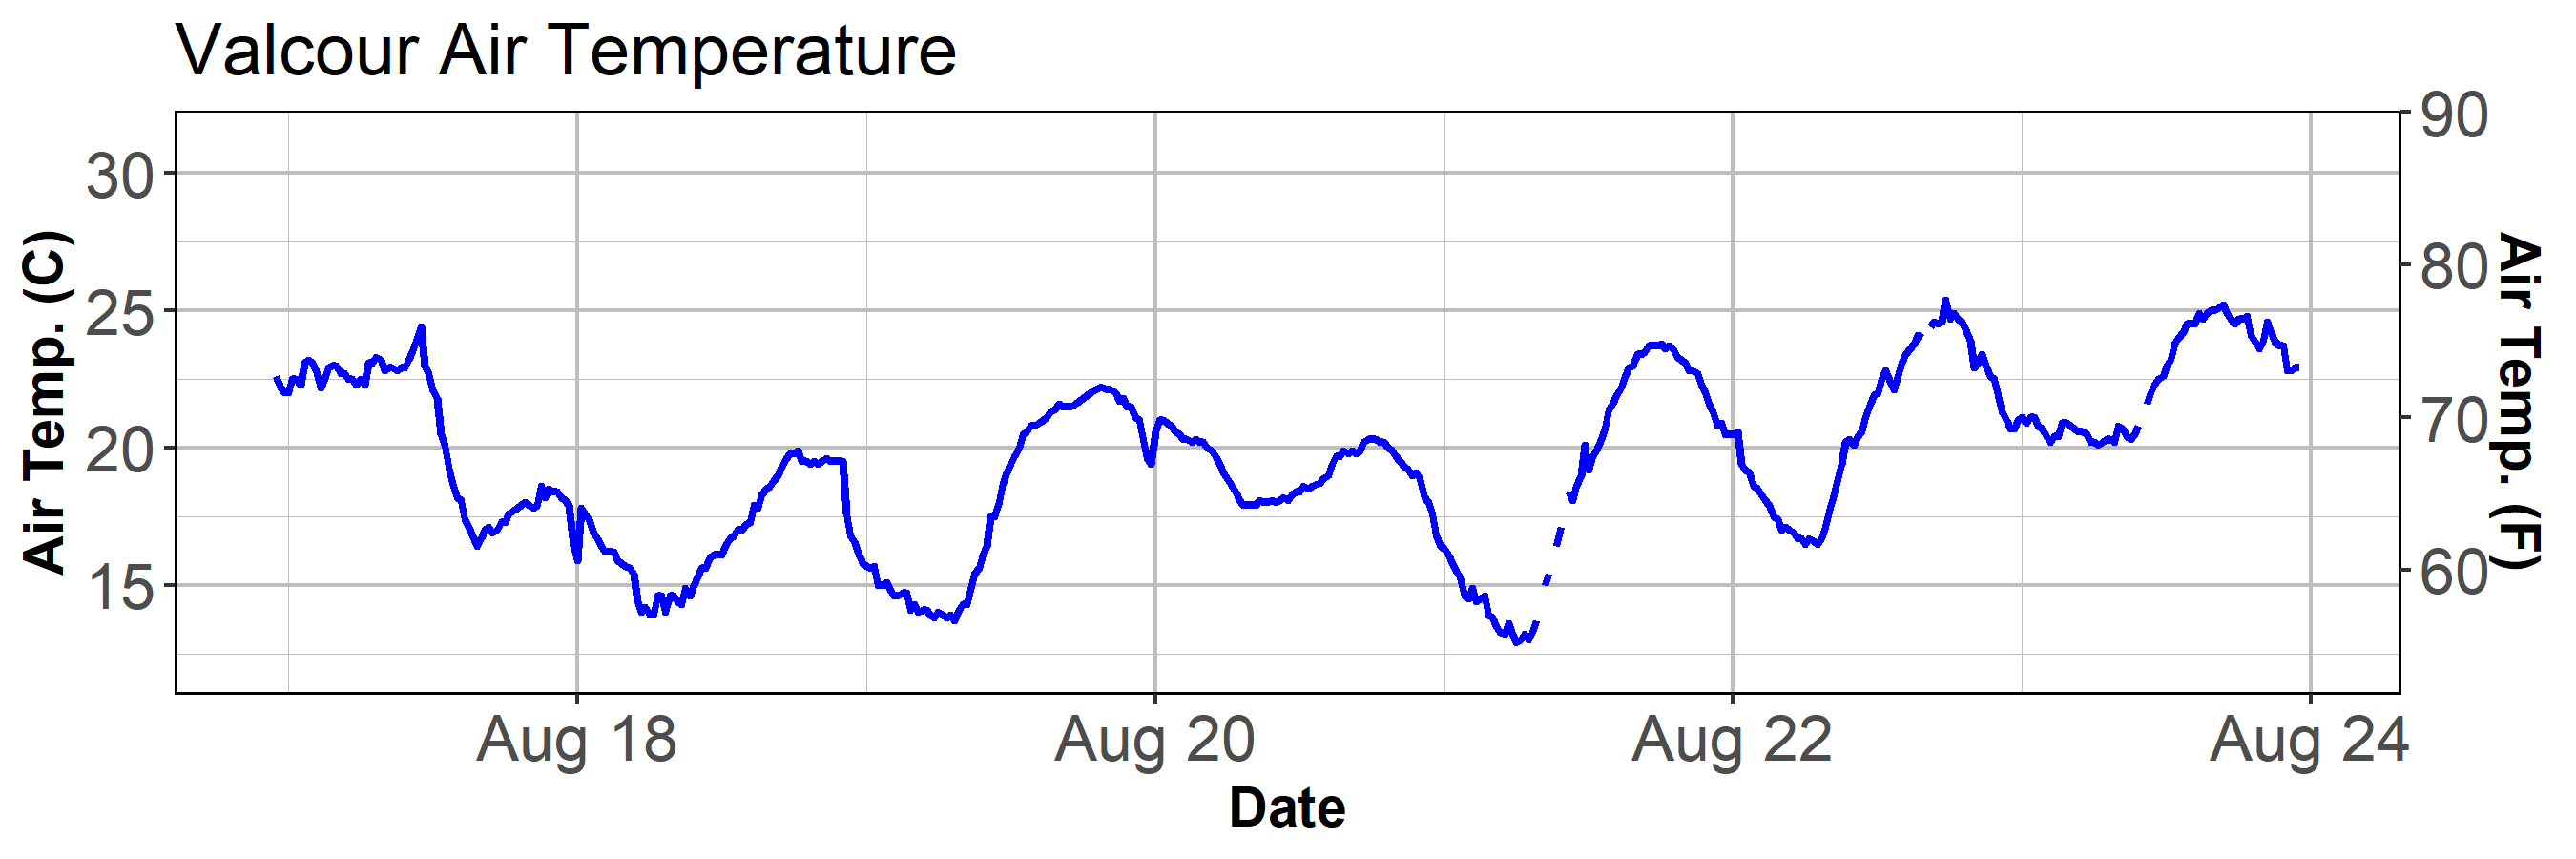 Valcour Air Temperature
90
30
80
25
70
20
60
15
Air Temp. (C)
Air Temp. (F)
Aug 18
Aug 20
Aug 22
Aug 24
Date